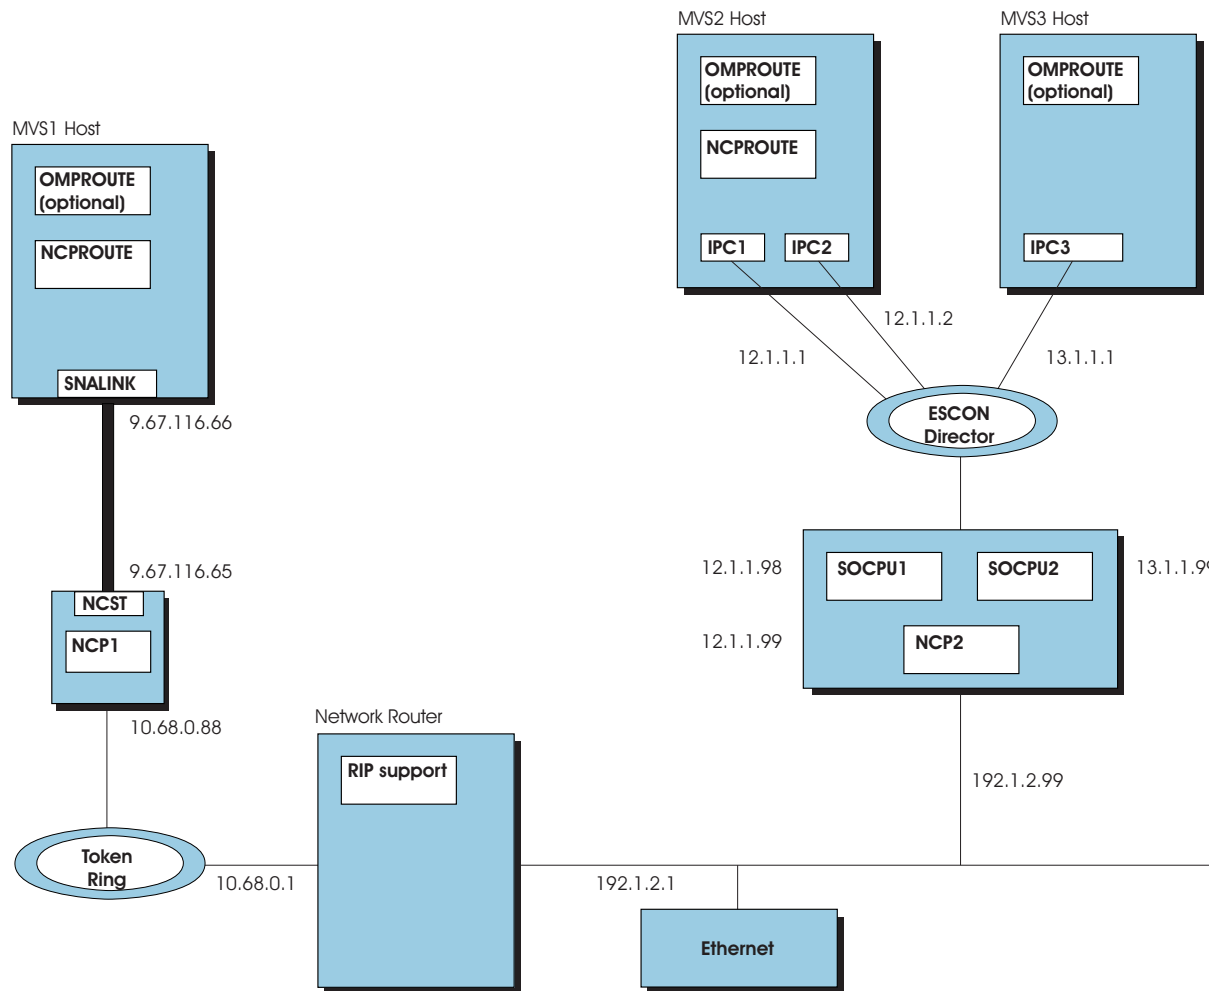 MVS2 Host
MVS3 Host
OMPROUTE
(optional)
OMPROUTE
(optional)
MVS1 Host
NCPROUTE
OMPROUTE
(optional)
NCPROUTE
IPC1
IPC2
IPC3
12.1.1.2
12.1.1.1
13.1.1.1
SNALINK
9.67.116.66
ESCON
Director
9.67.116.65
12.1.1.98
SOCPU1
SOCPU2
13.1.1.99
NCST
NCP1
12.1.1.99
NCP2
10.68.0.88
Network Router
RIP support
192.1.2.99
Token
Ring
10.68.0.1
192.1.2.1
Ethernet